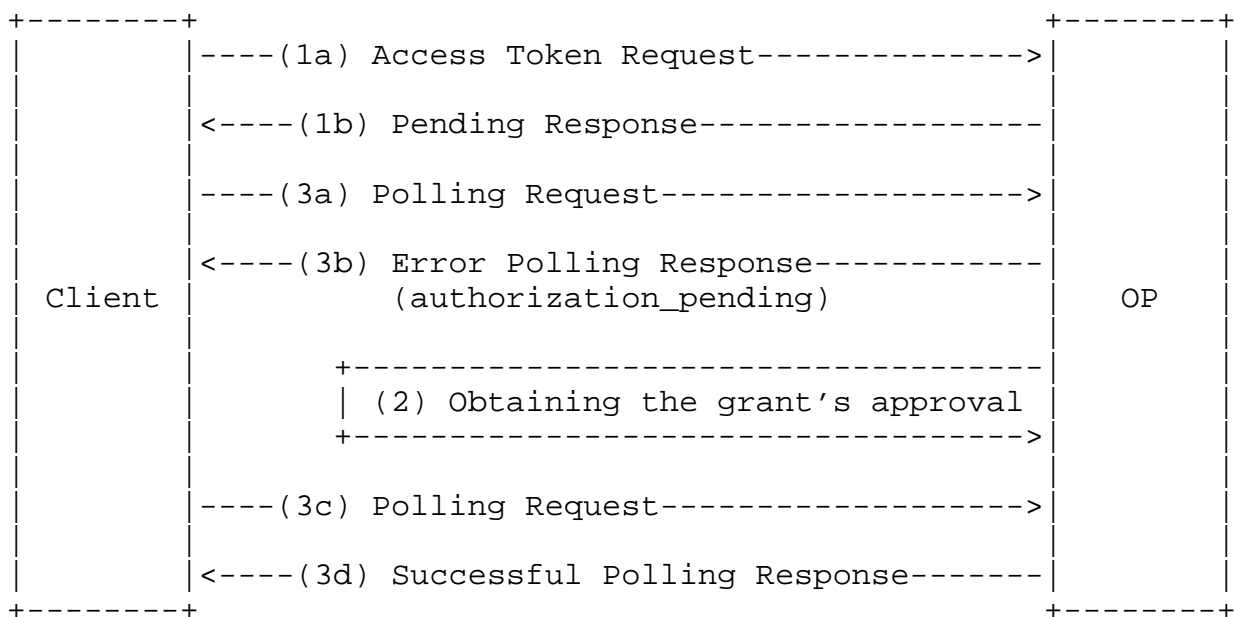 (1a) Access Token Request
(1b) Pending Response
(3a) Polling Request
(3b) Error Polling Response
Client (authorization_pending) OP
(2) Obtaining the grant’s approval
(3c) Polling Request
(3d) Successful Polling Response